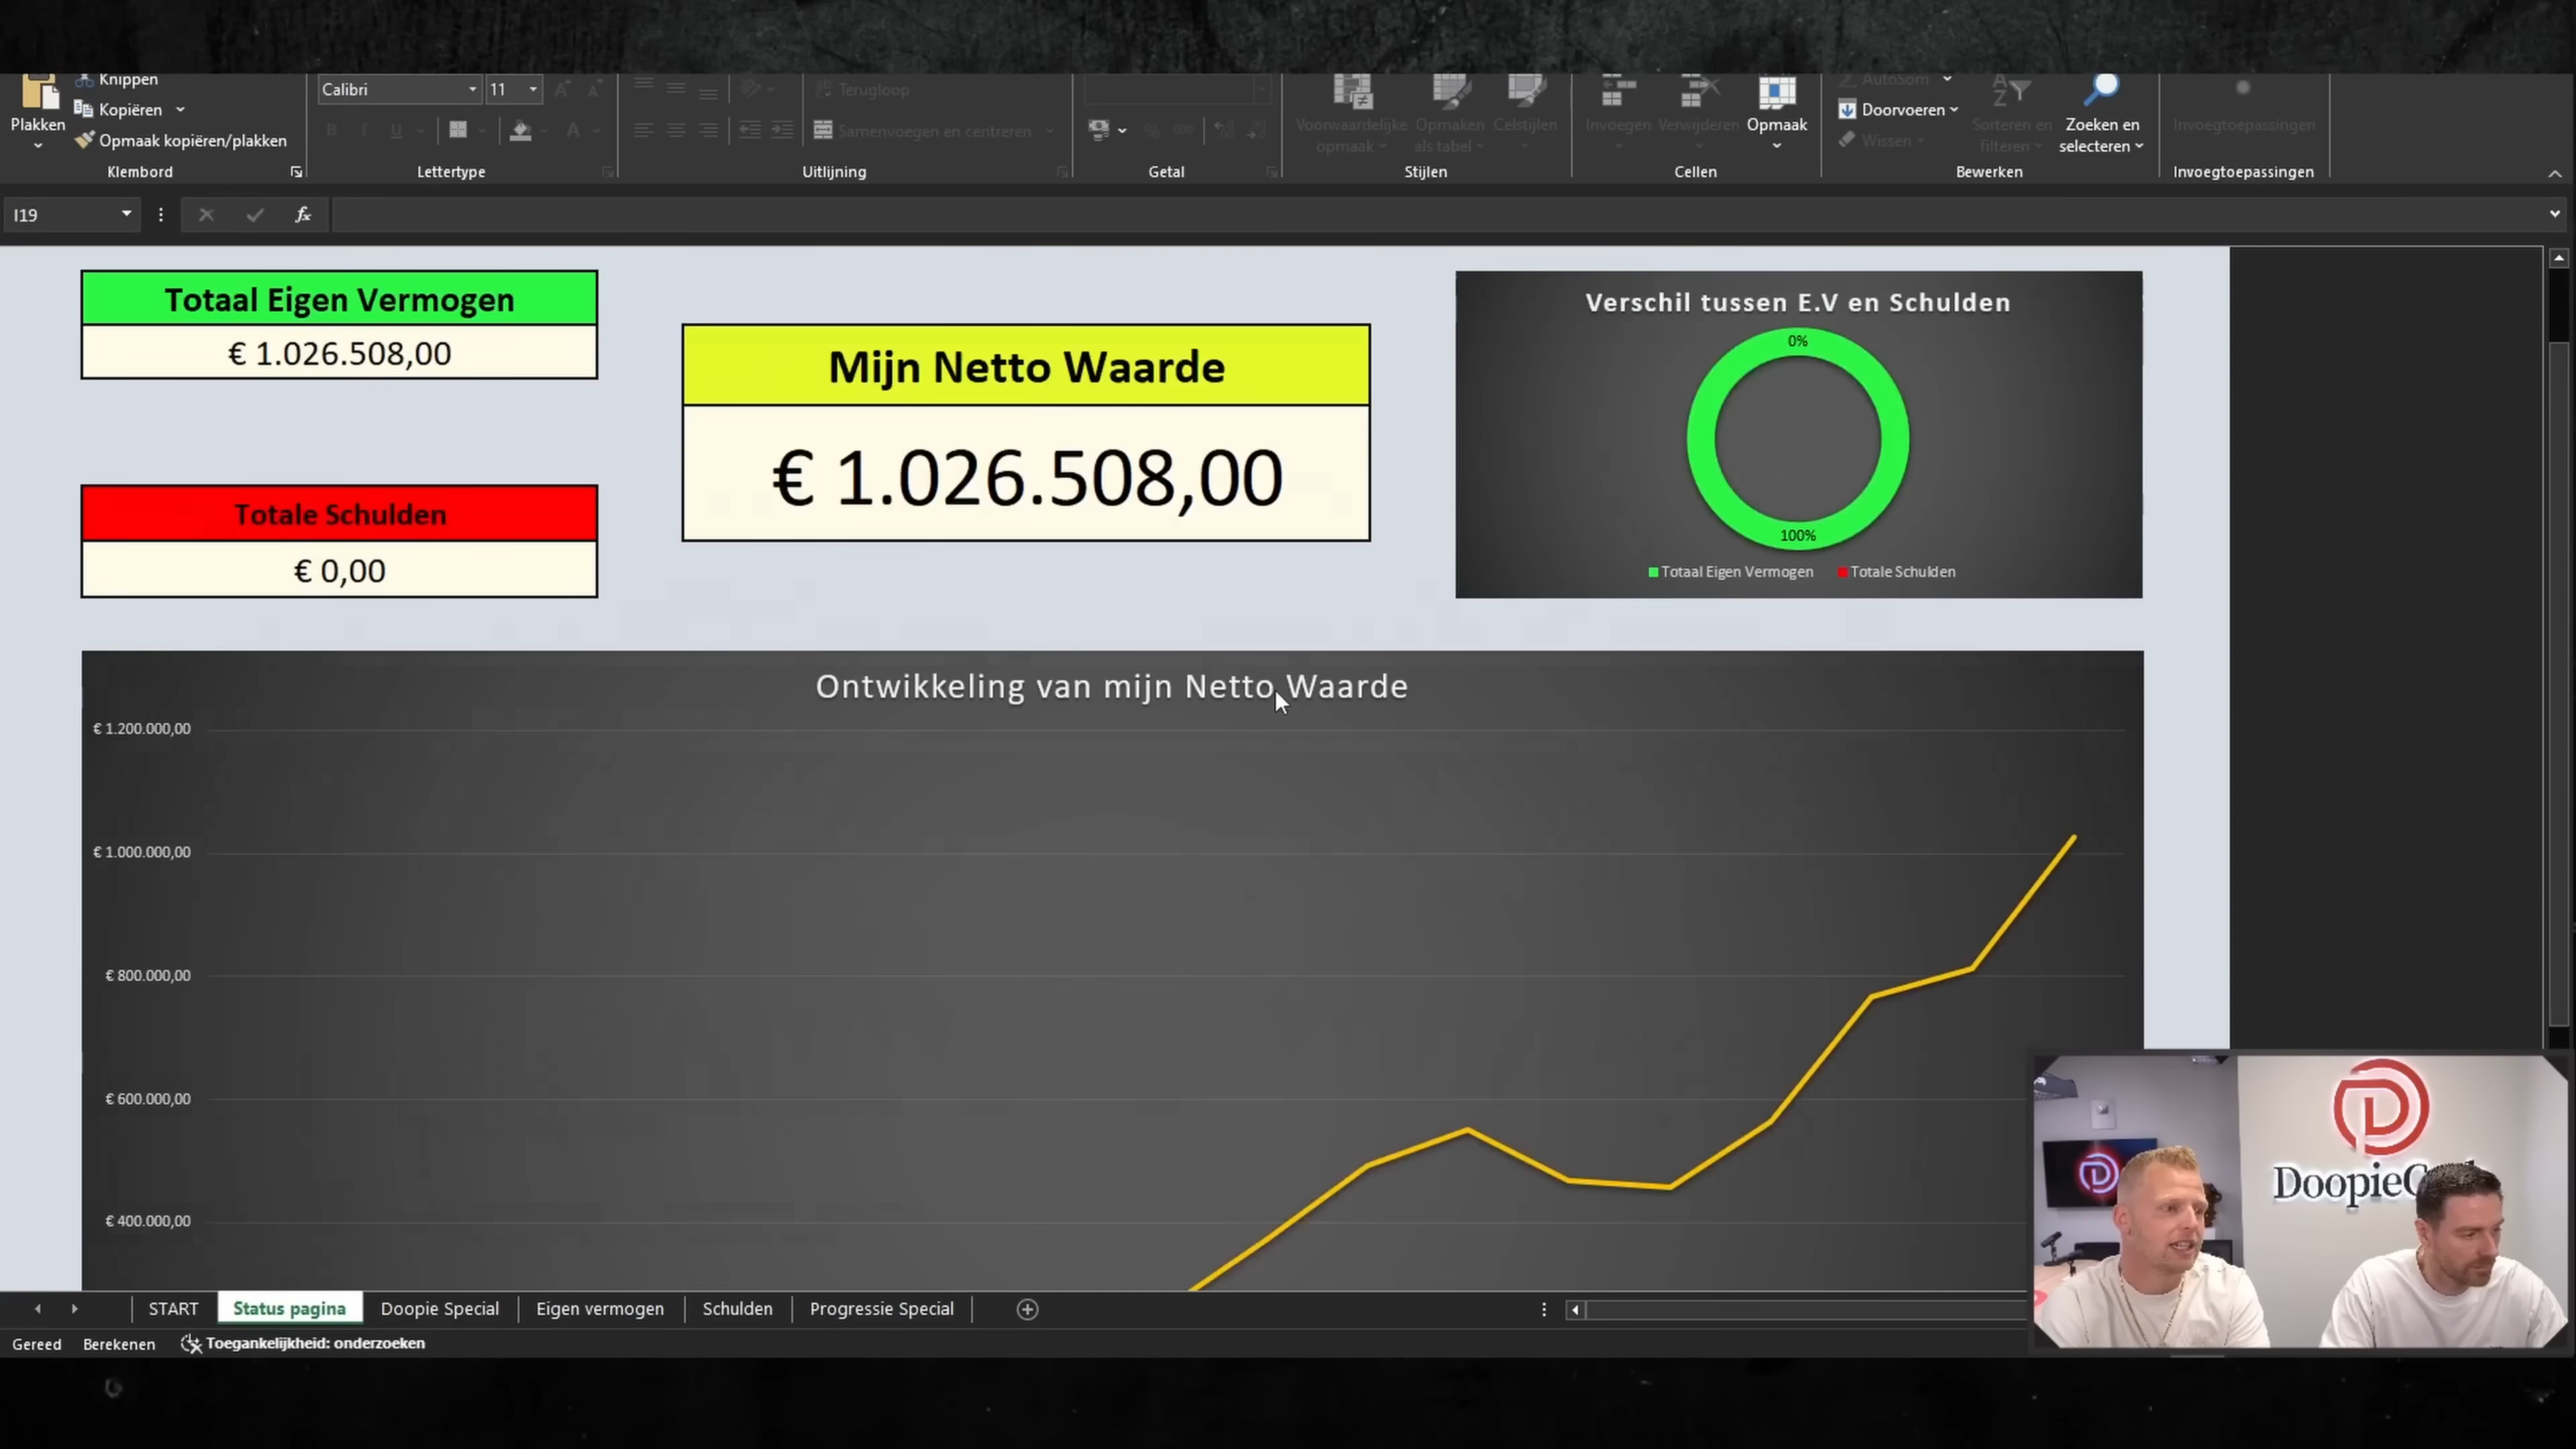 Knippen
Kopiëren
Plakken
Opmaak kopiëren/plakken
Klembord
Calibri 11
Lettertype
Terugloop
Samenvoegen en centreren
Uitlijning
% 000
Getal
Voorwaardelijke opmaak
Opmaken als tabel
Celstijlen
Stijlen
Invoegen
Verwijderen
Opmaak
Cellen
AutoSom
Doorvoeren
Wissen
Sorteren en filteren
Zoeken en selecteren
Bewerken
Invoegtoepassingen
Invoegtoepassingen
I19
fx
Totaal Eigen Vermogen
€ 1.026.508,00
Totale Schulden
€ 0,00
Mijn Netto Waarde
€ 1.026.508,00
Verschil tussen E.V en Schulden
0%
100%
Totaal Eigen Vermogen Totale Schulden
Ontwikkeling van mijn Netto Waarde
€ 1.200.000,00
€ 1.000.000,00
€ 800.000,00
€ 600.000,00
€ 400.000,00
START Status pagina Doopie Special Eigen vermogen Schulden Progressie Special
Gereed Berekenen Toegankelijkheid: onderzoeken